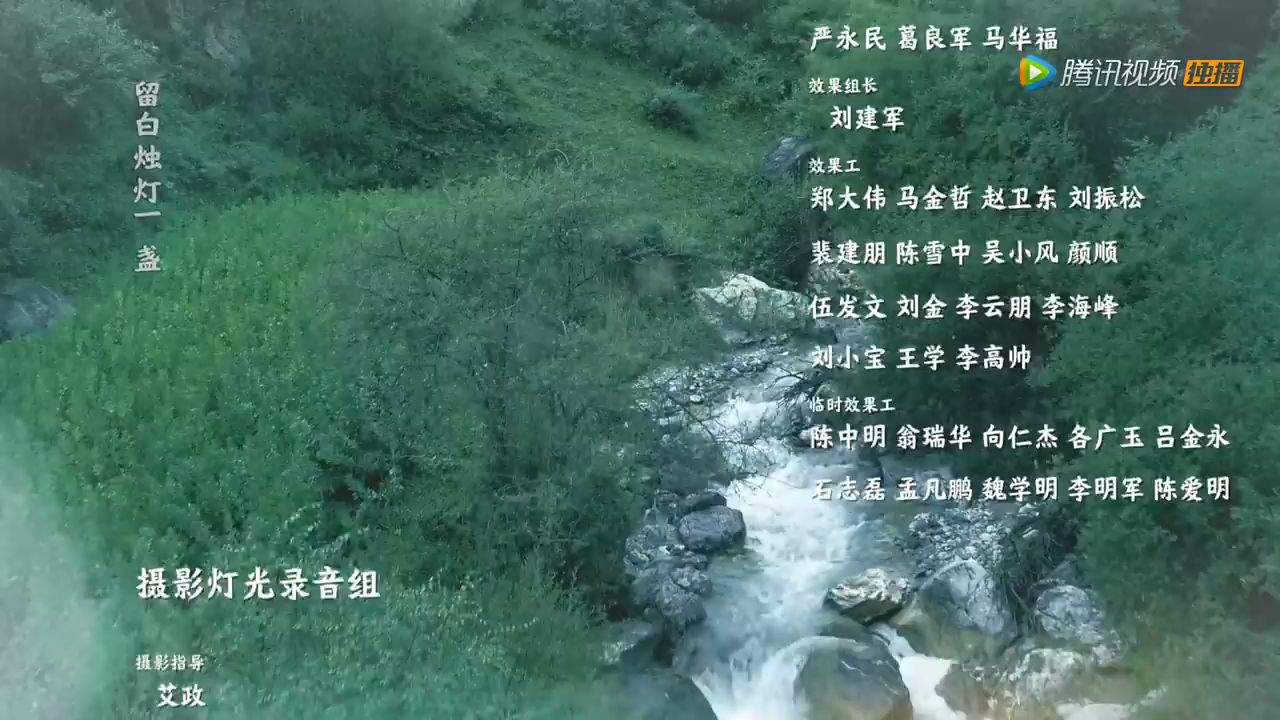 留白烛灯一盏
严永民 葛良军 马华福
腾讯视频 独播
效果组长
刘建军
效果工
郑大伟 马金哲 赵卫东 刘振松
裴建朋 陈雪中 吴小风 颜顺
伍发文 刘金 李云朋 李海峰
刘小宝 王学 李高帅
临时效果工
陈中明 翁瑞华 向仁杰 各广玉 吕金永
石志磊 孟凡鹏 魏学明 李明军 陈爱明
摄影灯光录音组
摄影指导
艾政